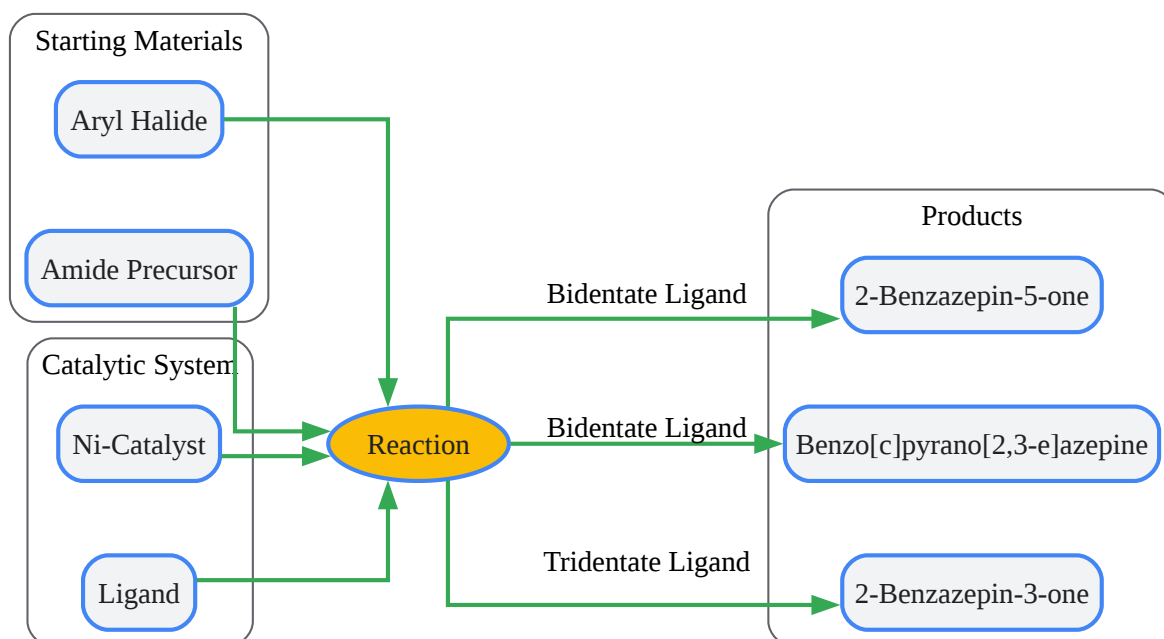 Starting Materials
Aryl Halide
Amide Precursor
Catalytic System
Ni-Catalyst
Ligand
Reaction
Bidentate Ligand
Bidentate Ligand
Tridentate Ligand
Products
2-Benzazepin-5-one
Benzo[c]pyrano[2,3-e]azepine
2-Benzazepin-3-one